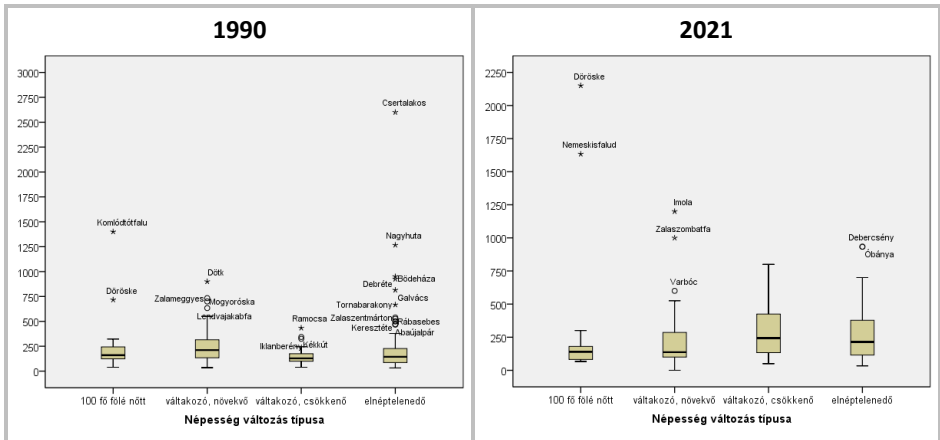 1990
3000
2750
2500
2250
2000
1750
1500
1250
1000
750
500
250
0
Csertalakos
Komlódtótfalu
Nagyhuta
Döröske
Dötk
Zalameggyes
Mogyoróska
Lendvajakabfa
Ramocsa
Iklanberény
Kékkút
Bödeháza
Debréte
Galvács
Tornabarakony
Zalaszentmárton
Rábasebes
Keresztéte
Abaújalpár
100 fő fölé nőtt
váltakozó, növekvő
váltakozó, csökkenő
elnéptelenedő
Népesség változás típusa
2021
2250
2000
1750
1500
1250
1000
750
500
250
0
Döröske
Nemeskisfalud
Imola
Zalaszombatfa
Varbóc
Debercsény
Óbánya
100 fő fölé nőtt
váltakozó, növekvő
váltakozó, csökkenő
elnéptelenedő
Népesség változás típusa